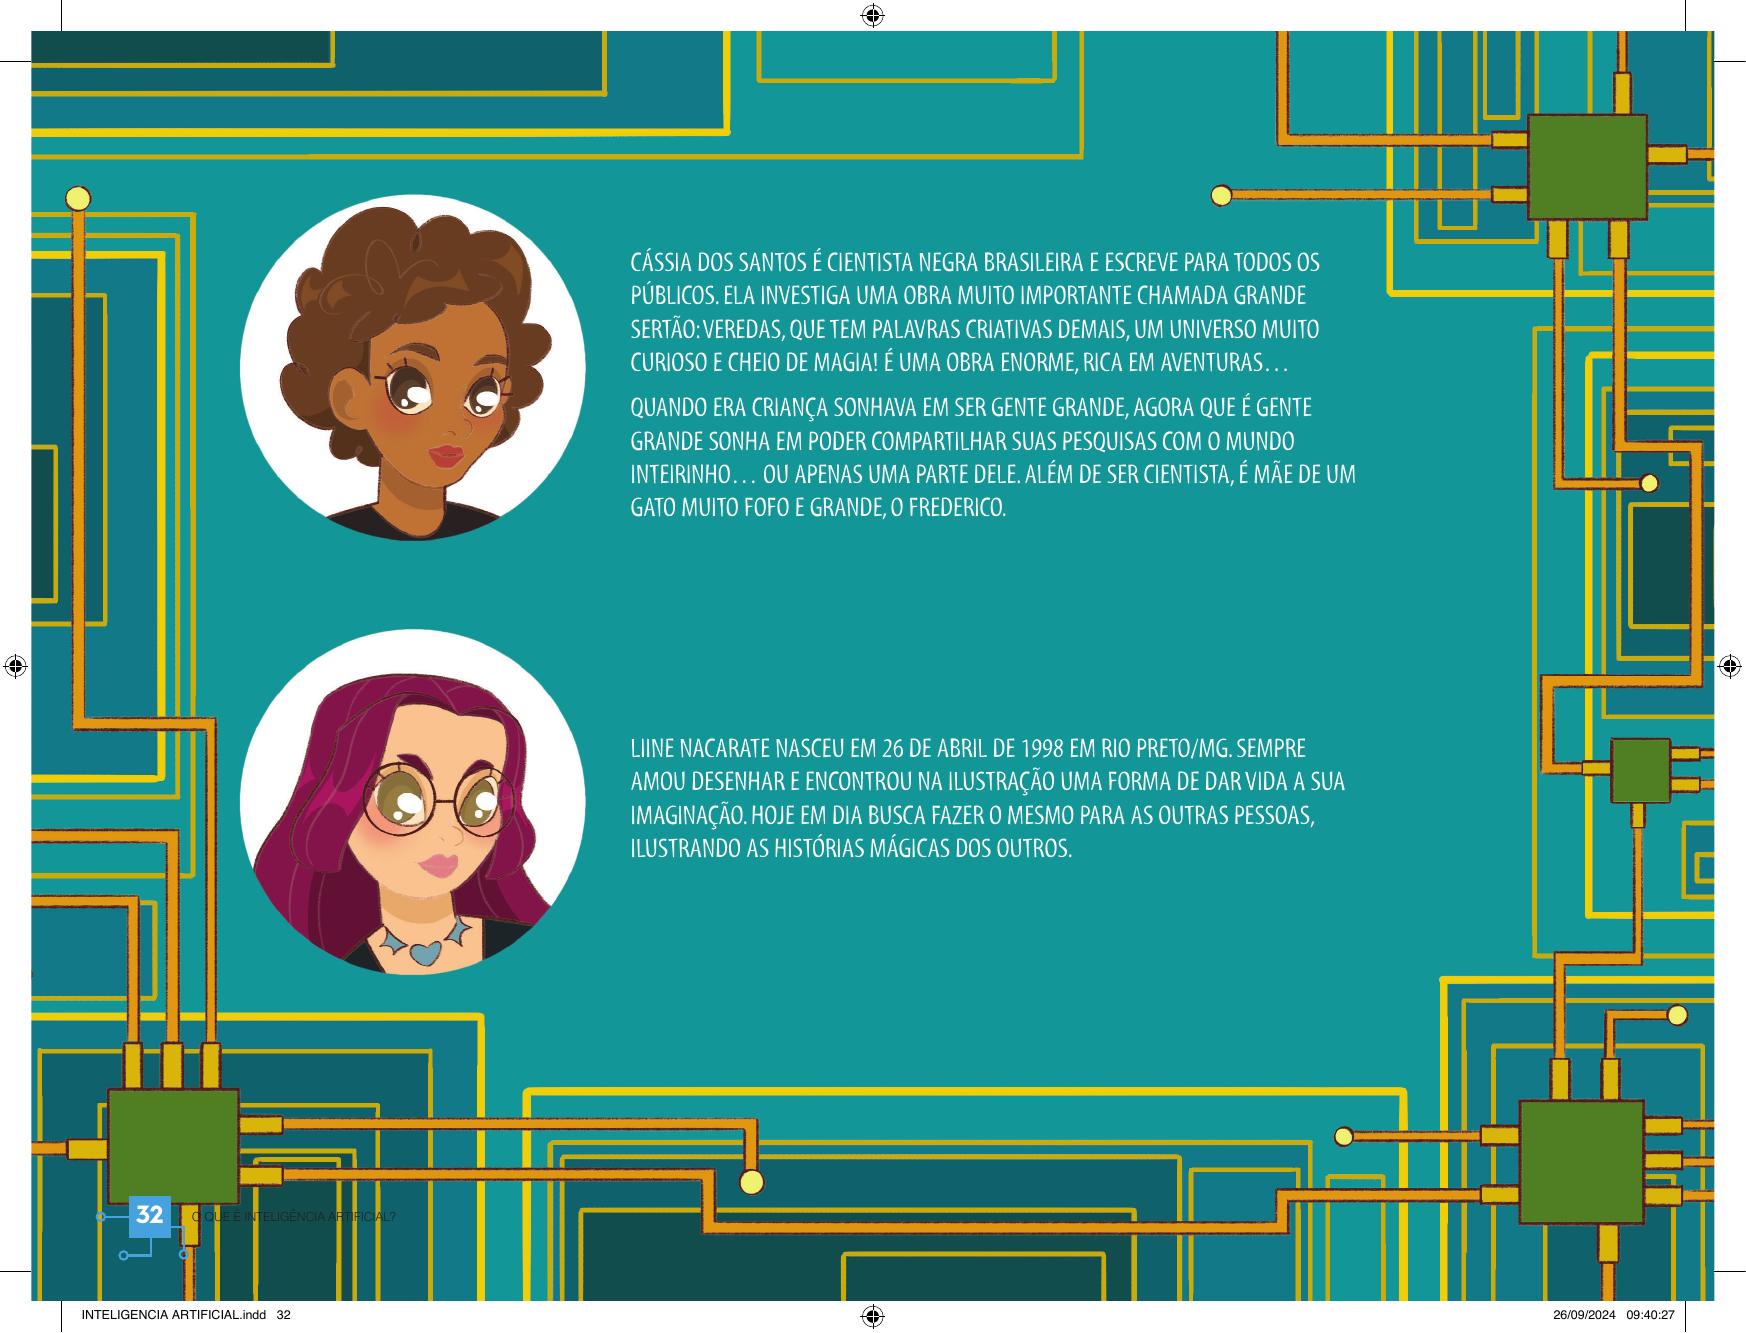 CÁSSIA DOS SANTOS É CIENTISTA NEGRA BRASILEIRA E ESCREVE PARA TODOS OS
PÚBLICOS. ELA INVESTIGA UMA OBRA MUITO IMPORTANTE CHAMADA GRANDE
SERTÃO: VEREDAS, QUE TEM PALAVRAS CRIATIVAS DEMAIS, UM UNIVERSO MUITO
CURIOSO E CHEIO DE MAGIA! É UMA OBRA ENORME, RICA EM AVENTURAS...
QUANDO ERA CRIANÇA SONHAVA EM SER GENTE GRANDE, AGORA QUE É GENTE
GRANDE SONHA EM PODER COMPARTILHAR SUAS PESQUISAS COM O MUNDO
INTEIRINHO... OU APENAS UMA PARTE DELE. ALÉM DE SER CIENTISTA, É MÃE DE UM
GATO MUITO FOFO E GRANDE, O FREDERICO.
LIINE NACARATE NASCEU EM 26 DE ABRIL DE 1998 EM RIO PRETO/MG. SEMPRE
AMOU DESENHAR E ENCONTROU NA ILUSTRAÇÃO UMA FORMA DE DAR VIDA A SUA
IMAGINAÇÃO. HOJE EM DIA BUSCA FAZER O MESMO PARA AS OUTRAS PESSOAS,
ILUSTRANDO AS HISTÓRIAS MÁGICAS DOS OUTROS.
32 O QUE É INTELIGÊNCIA ARTIFICIAL?
INTELIGENCIA ARTIFICIAL.indd 32 26/09/2024 09:40:27